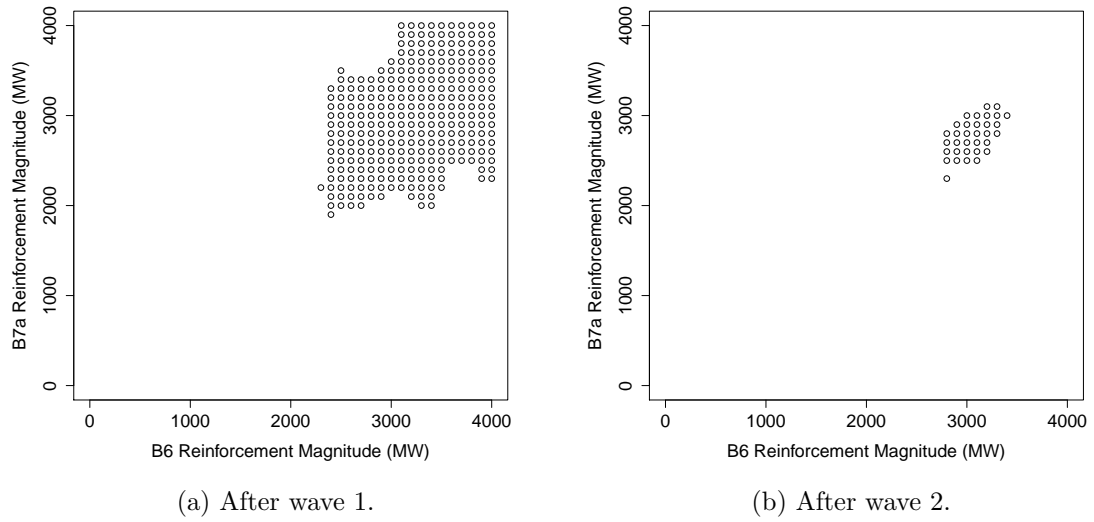 B7a Reinforcement Magnitude (MW)
4000
3000
2000
1000
0
0 1000 2000 3000 4000
B6 Reinforcement Magnitude (MW)
(a) After wave 1.
B7a Reinforcement Magnitude (MW)
4000
3000
2000
1000
0
0 1000 2000 3000 4000
B6 Reinforcement Magnitude (MW)
(b) After wave 2.